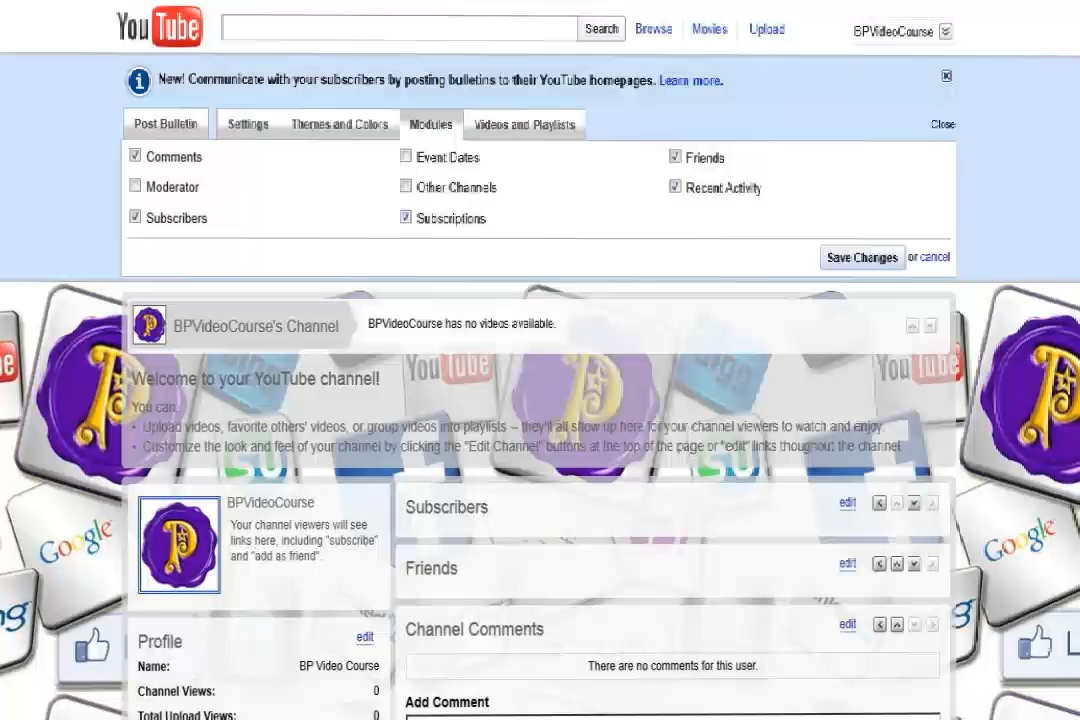 YouTube
Search Browse Movies Upload BPVideoCourse
New! Communicate with your subscribers by posting bulletins to their YouTube homepages. Learn more.
Post Bulletin Settings Themes and Colors Modules Videos and Playlists Close
Comments Event Dates Friends
Moderator Other Channels Recent Activity
Subscribers Subscriptions
Save Changes or cancel
BPVideoCourse's Channel BPVideoCourse has no videos available.
YouTube YouTube
Welcome to your YouTube channel!
You can:
• Upload videos, favorite others' videos, or group videos into playlists – they'll all show up here for your channel viewers to watch and enjoy.
• Customize the look and feel of your channel by clicking the "Edit Channel" buttons at the top of the page or "edit" links thoughout the channel.
BPVideoCourse
Your channel viewers will see
links here, including "subscribe"
and "add as friend".
Subscribers edit
Friends edit
Google Google
Channel Comments edit
There are no comments for this user.
Profile edit
Name: BP Video Course
Channel Views: 0
Total Upload Views: 0
Add Comment